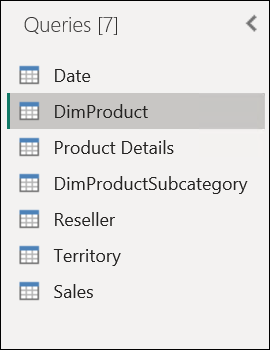 Queries [7]
Date
DimProduct
Product Details
DimProductSubcategory
Reseller
Territory
Sales